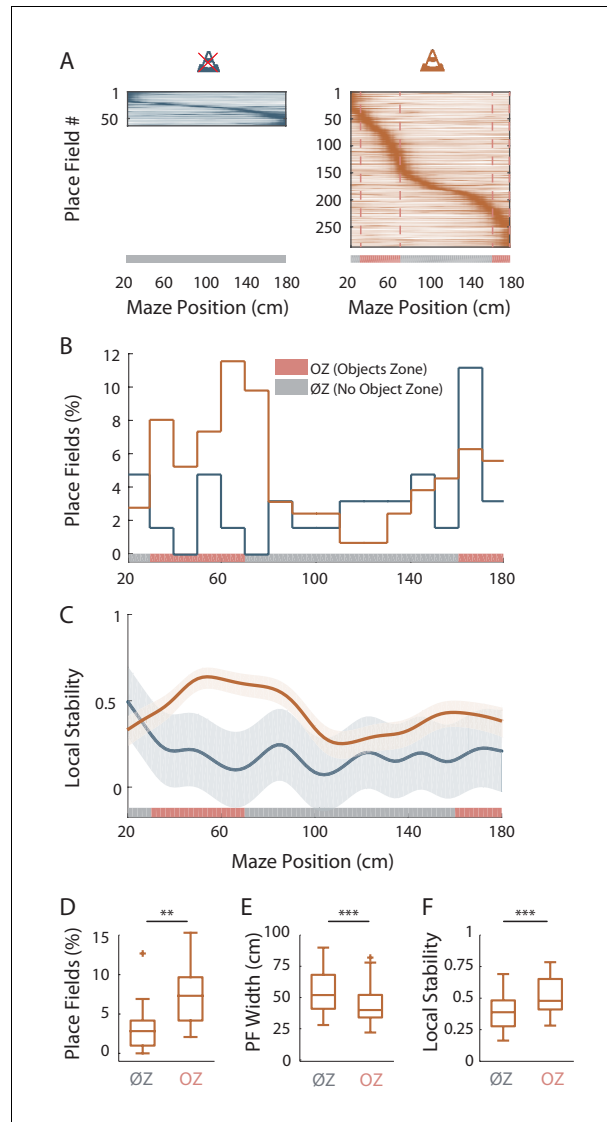 A
Place Field #
1
50
1
50
100
150
200
250
20 60 100 140 180
20 60 100 140 180
Maze Position (cm)
Maze Position (cm)
B
Place Fields (%)
12
10
8
6
4
2
0
OZ (Objects Zone)
ØZ (No Object Zone)
20 60 100 140 180
C
Local Stability
1
0.5
0
20 60 100 140 180
Maze Position (cm)
D
**
Place Fields (%)
15
10
5
0
ØZ OZ
E
***
PF Width (cm)
100
75
50
25
0
ØZ OZ
F
***
Local Stability
1
0.75
0.5
0.25
0
ØZ OZ